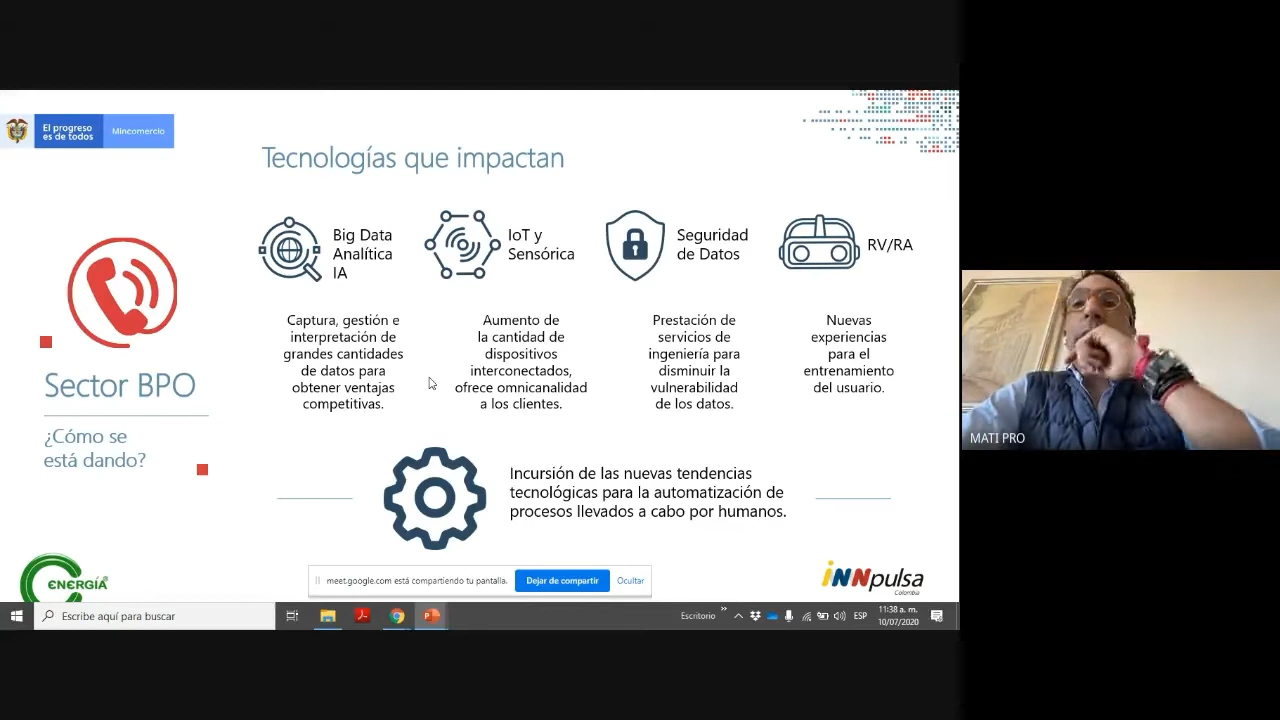 El progreso
es de todos
Mincomercio
Tecnologías que impactan
Big Data
Analítica
IA
IoT y
Sensórica
Seguridad
de Datos
RV/RA
Captura, gestión e
interpretación de
grandes cantidades
de datos para
obtener ventajas
competitivas.
Aumento de
la cantidad de
dispositivos
interconectados,
ofrece omnicanalidad
a los clientes.
Prestación de
servicios de
ingeniería para
disminuir la
vulnerabilidad
de los datos.
Nuevas
experiencias
para el
entrenamiento
del usuario.
Sector BPO
¿Cómo se
está dando?
Incursión de las nuevas tendencias
tecnológicas para la automatización de
procesos llevados a cabo por humanos.
MATI PRO
ENERGÍA
meet.google.com está compartiendo tu pantalla.
Dejar de compartir
Ocultar
iNNpulsa
Colombia
Escribe aquí para buscar
Escritorio
ESP
11:38 a. m.
10/07/2020